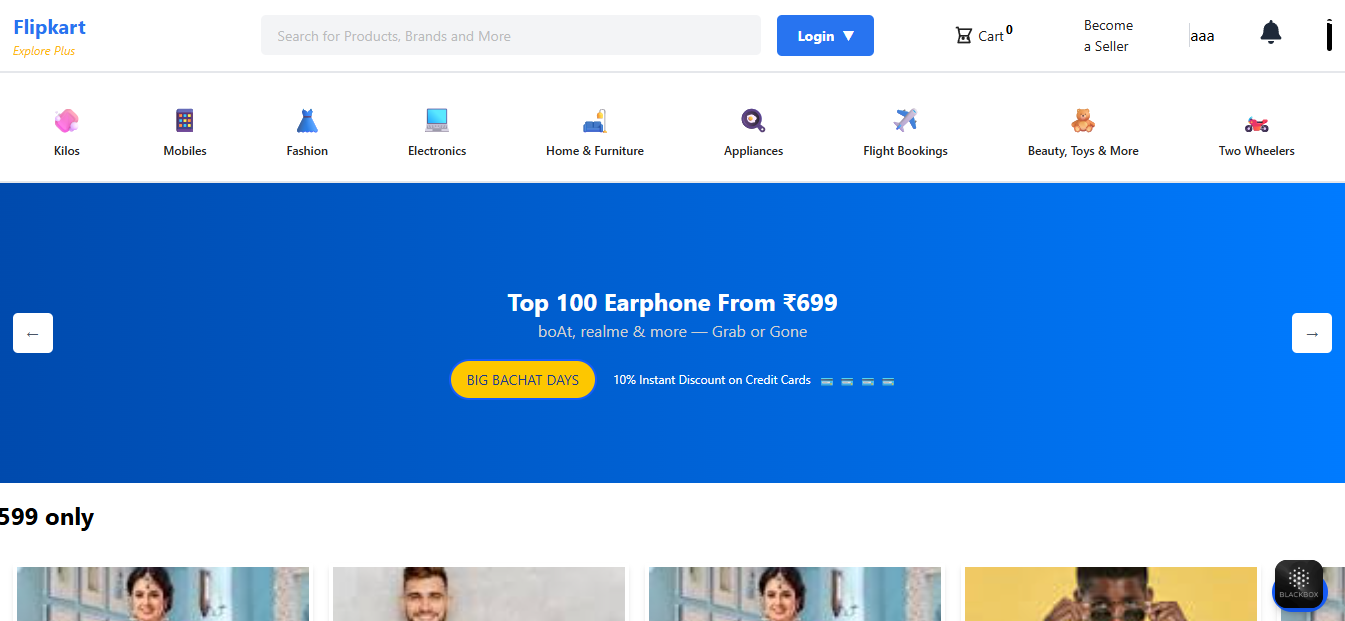 Flipkart
Explore Plus
Search for Products, Brands and More
Login ▼
Cart 0
Become
a Seller
aaa
Kilos
Mobiles
Fashion
Electronics
Home & Furniture
Appliances
Flight Bookings
Beauty, Toys & More
Two Wheelers
Top 100 Earphone From ₹699
boAt, realme & more — Grab or Gone
←
→
BIG BACHAT DAYS
10% Instant Discount on Credit Cards
599 only
BLACKBOX